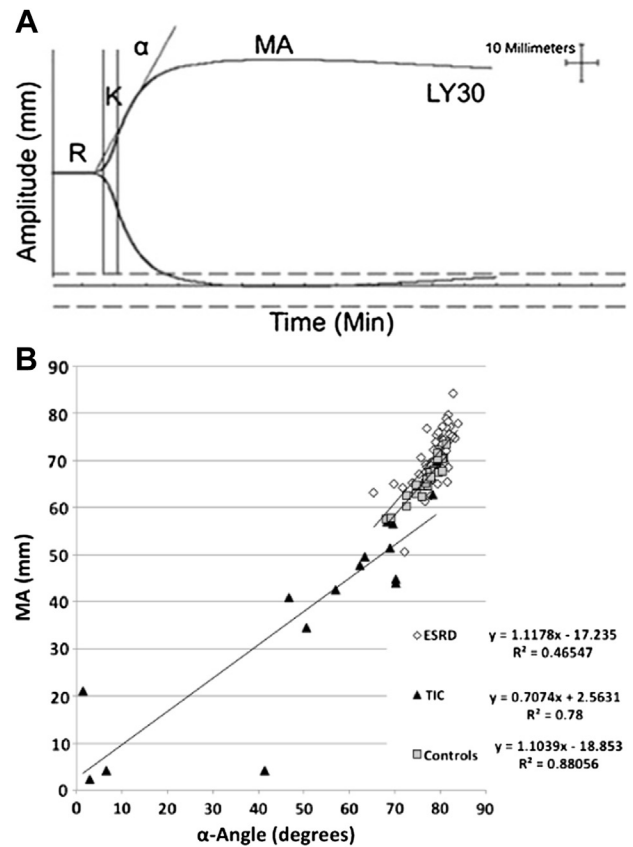 A
α
MA
10 Millimeters
K
LY30
R
Amplitude (mm)
Time (Min)
B
90
80
70
60
50
40
30
20
10
0
MA (mm)
ESRD y = 1.1178x - 17.235
R² = 0.46547
TIC y = 0.7074x + 2.5631
R² = 0.78
Controls y = 1.1039x - 18.853
R² = 0.88056
0 10 20 30 40 50 60 70 80 90
α-Angle (degrees)